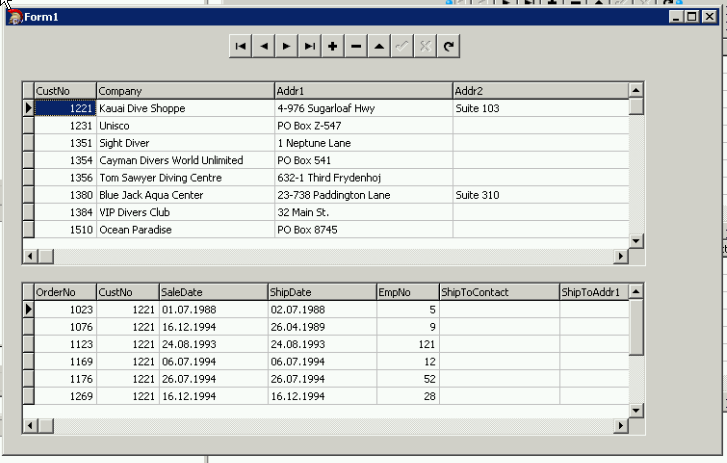 Form1
CustNo Company Addr1 Addr2
1221 Kauai Dive Shoppe 4-976 Sugarloaf Hwy Suite 103
1231 Unisco PO Box Z-547
1351 Sight Diver 1 Neptune Lane
1354 Cayman Divers World Unlimited PO Box 541
1356 Tom Sawyer Diving Centre 632-1 Third Frydenhoj
1380 Blue Jack Aqua Center 23-738 Paddington Lane Suite 310
1384 VIP Divers Club 32 Main St.
1510 Ocean Paradise PO Box 8745
OrderNo CustNo SaleDate ShipDate EmpNo ShipToContact ShipToAddr1
1023 1221 01.07.1988 02.07.1988 5
1076 1221 16.12.1994 26.04.1989 9
1123 1221 24.08.1993 24.08.1993 121
1169 1221 06.07.1994 06.07.1994 12
1176 1221 26.07.1994 26.07.1994 52
1269 1221 16.12.1994 16.12.1994 28